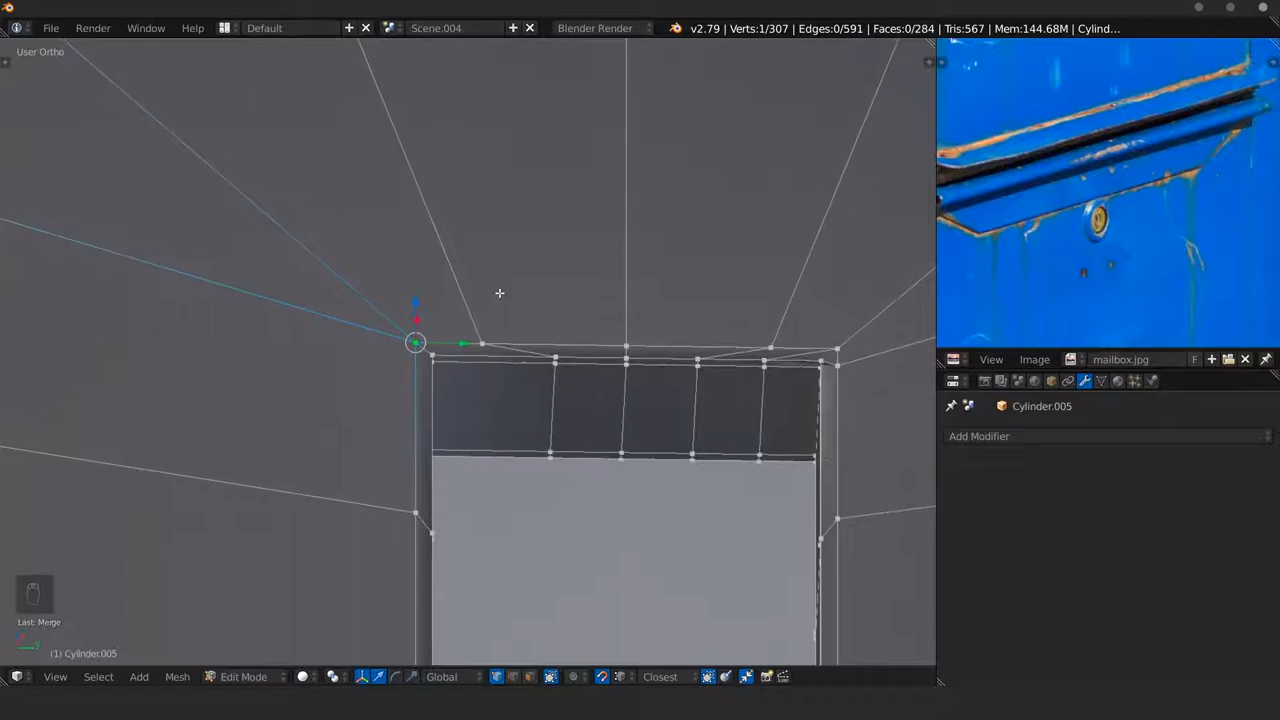 File Render Window Help Default Scene.004 Blender Render v2.79 | Verts:1/307 | Edges:0/591 | Faces:0/284 | Tris:567 | Mem:144.68M | Cylind...
User Ortho
View Image mailbox.jpg F
Cylinder.005
Add Modifier
Last: Merge
(1) Cylinder.005
View Select Add Mesh Edit Mode Global Closest